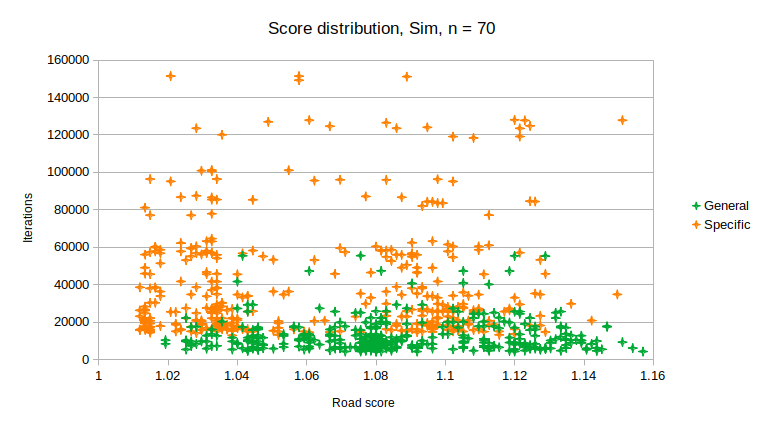 Score distribution, Sim, n = 70
160000
140000
120000
100000
80000
60000
40000
20000
0
Iterations
General
Specific
1 1.02 1.04 1.06 1.08 1.1 1.12 1.14 1.16
Road score